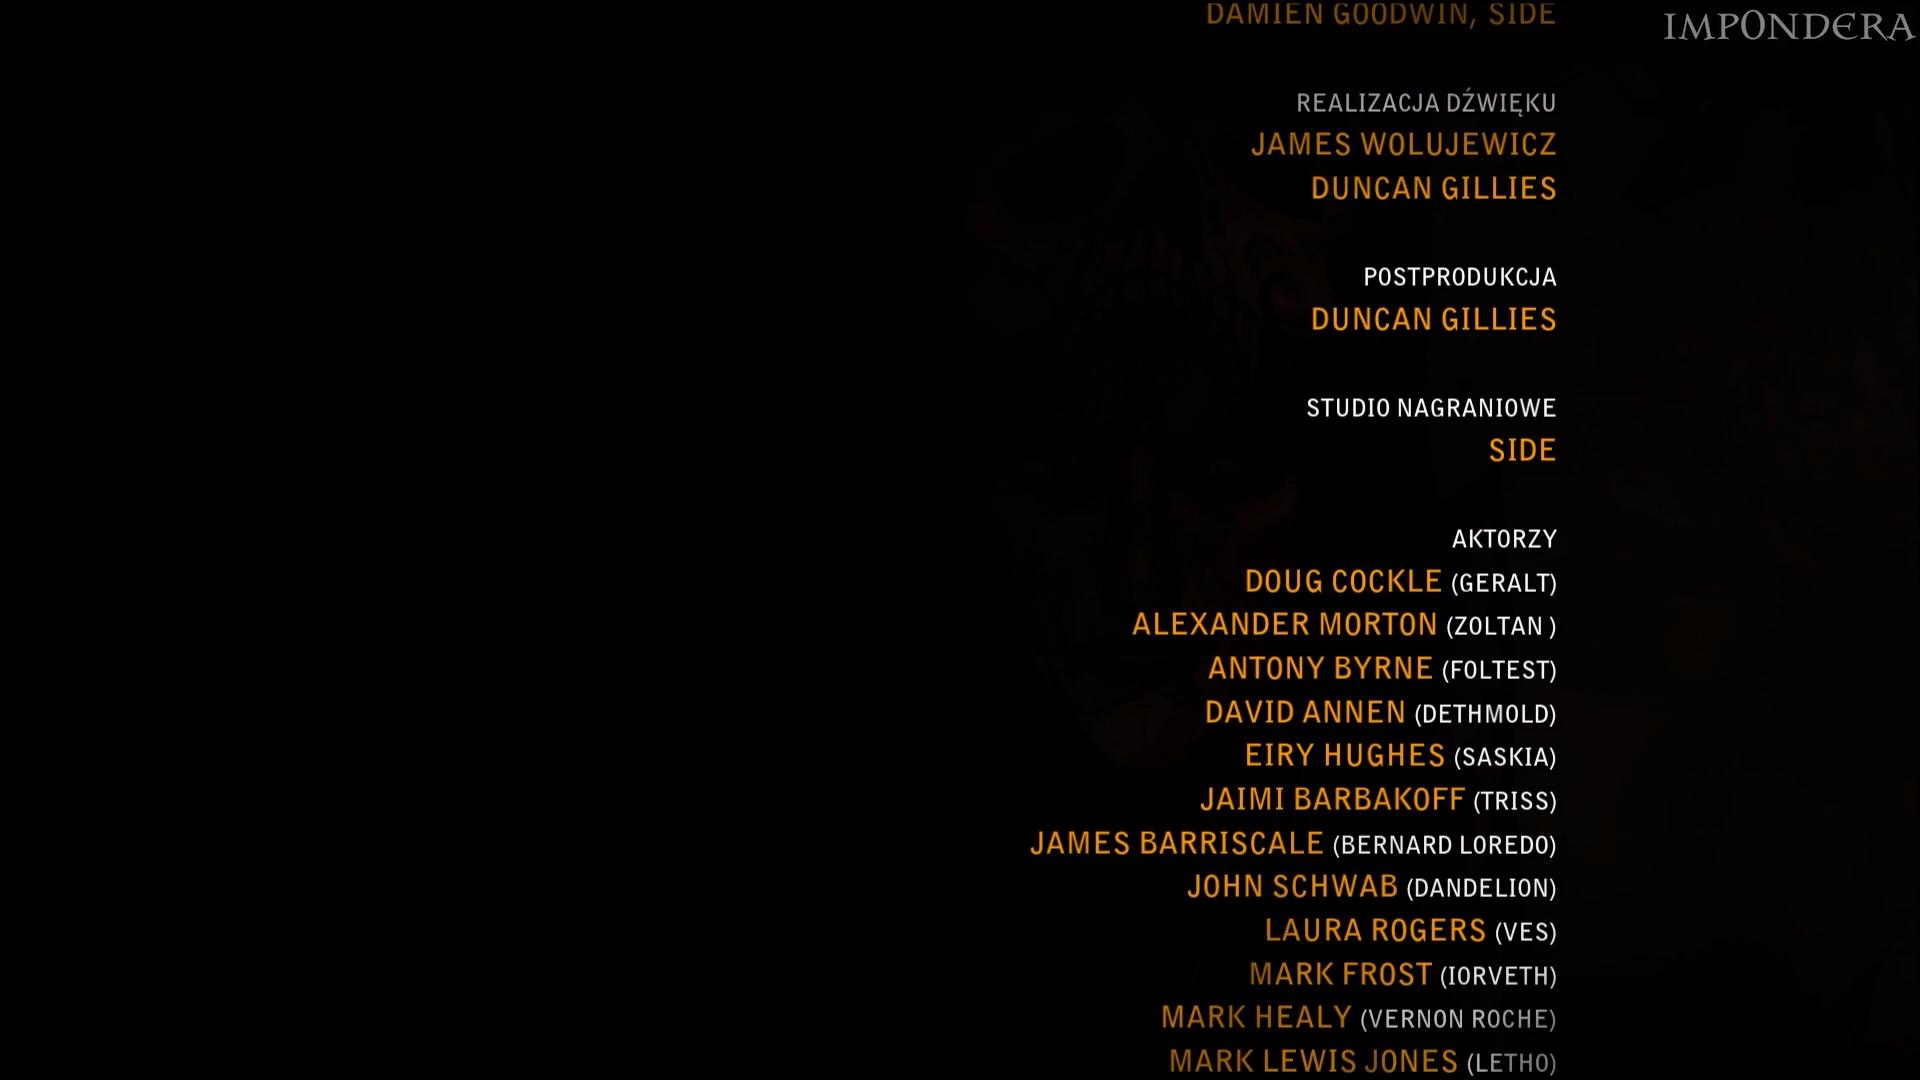 DAMIEN GOODWIN, SIDE
IMPONDERA
REALIZACJA DŹWIĘKU
JAMES WOLUJEWICZ
DUNCAN GILLIES
POSTPRODUKCJA
DUNCAN GILLIES
STUDIO NAGRANIOWE
SIDE
AKTORZY
DOUG COCKLE (GERALT)
ALEXANDER MORTON (ZOLTAN )
ANTONY BYRNE (FOLTEST)
DAVID ANNEN (DETHMOLD)
EIRY HUGHES (SASKIA)
JAIMI BARBAKOFF (TRISS)
JAMES BARRISCALE (BERNARD LOREDO)
JOHN SCHWAB (DANDELION)
LAURA ROGERS (VES)
MARK FROST (IORVETH)
MARK HEALY (VERNON ROCHE)
MARK LEWIS JONES (LETHO)